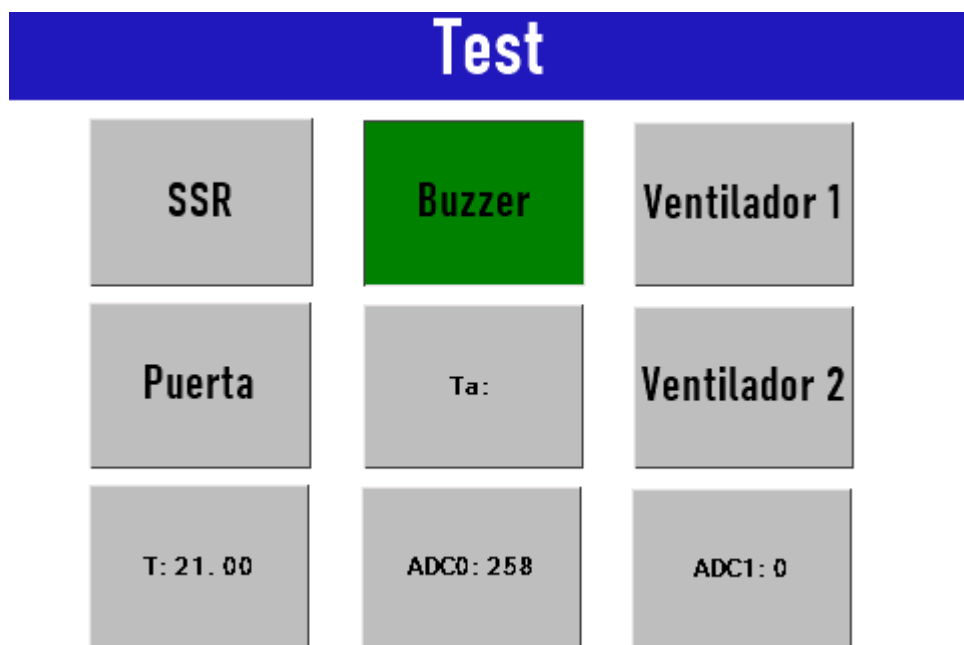 Test
SSR
Buzzer
Ventilador 1
Puerta
Ta:
Ventilador 2
T: 21.00
ADC0: 258
ADC1: 0